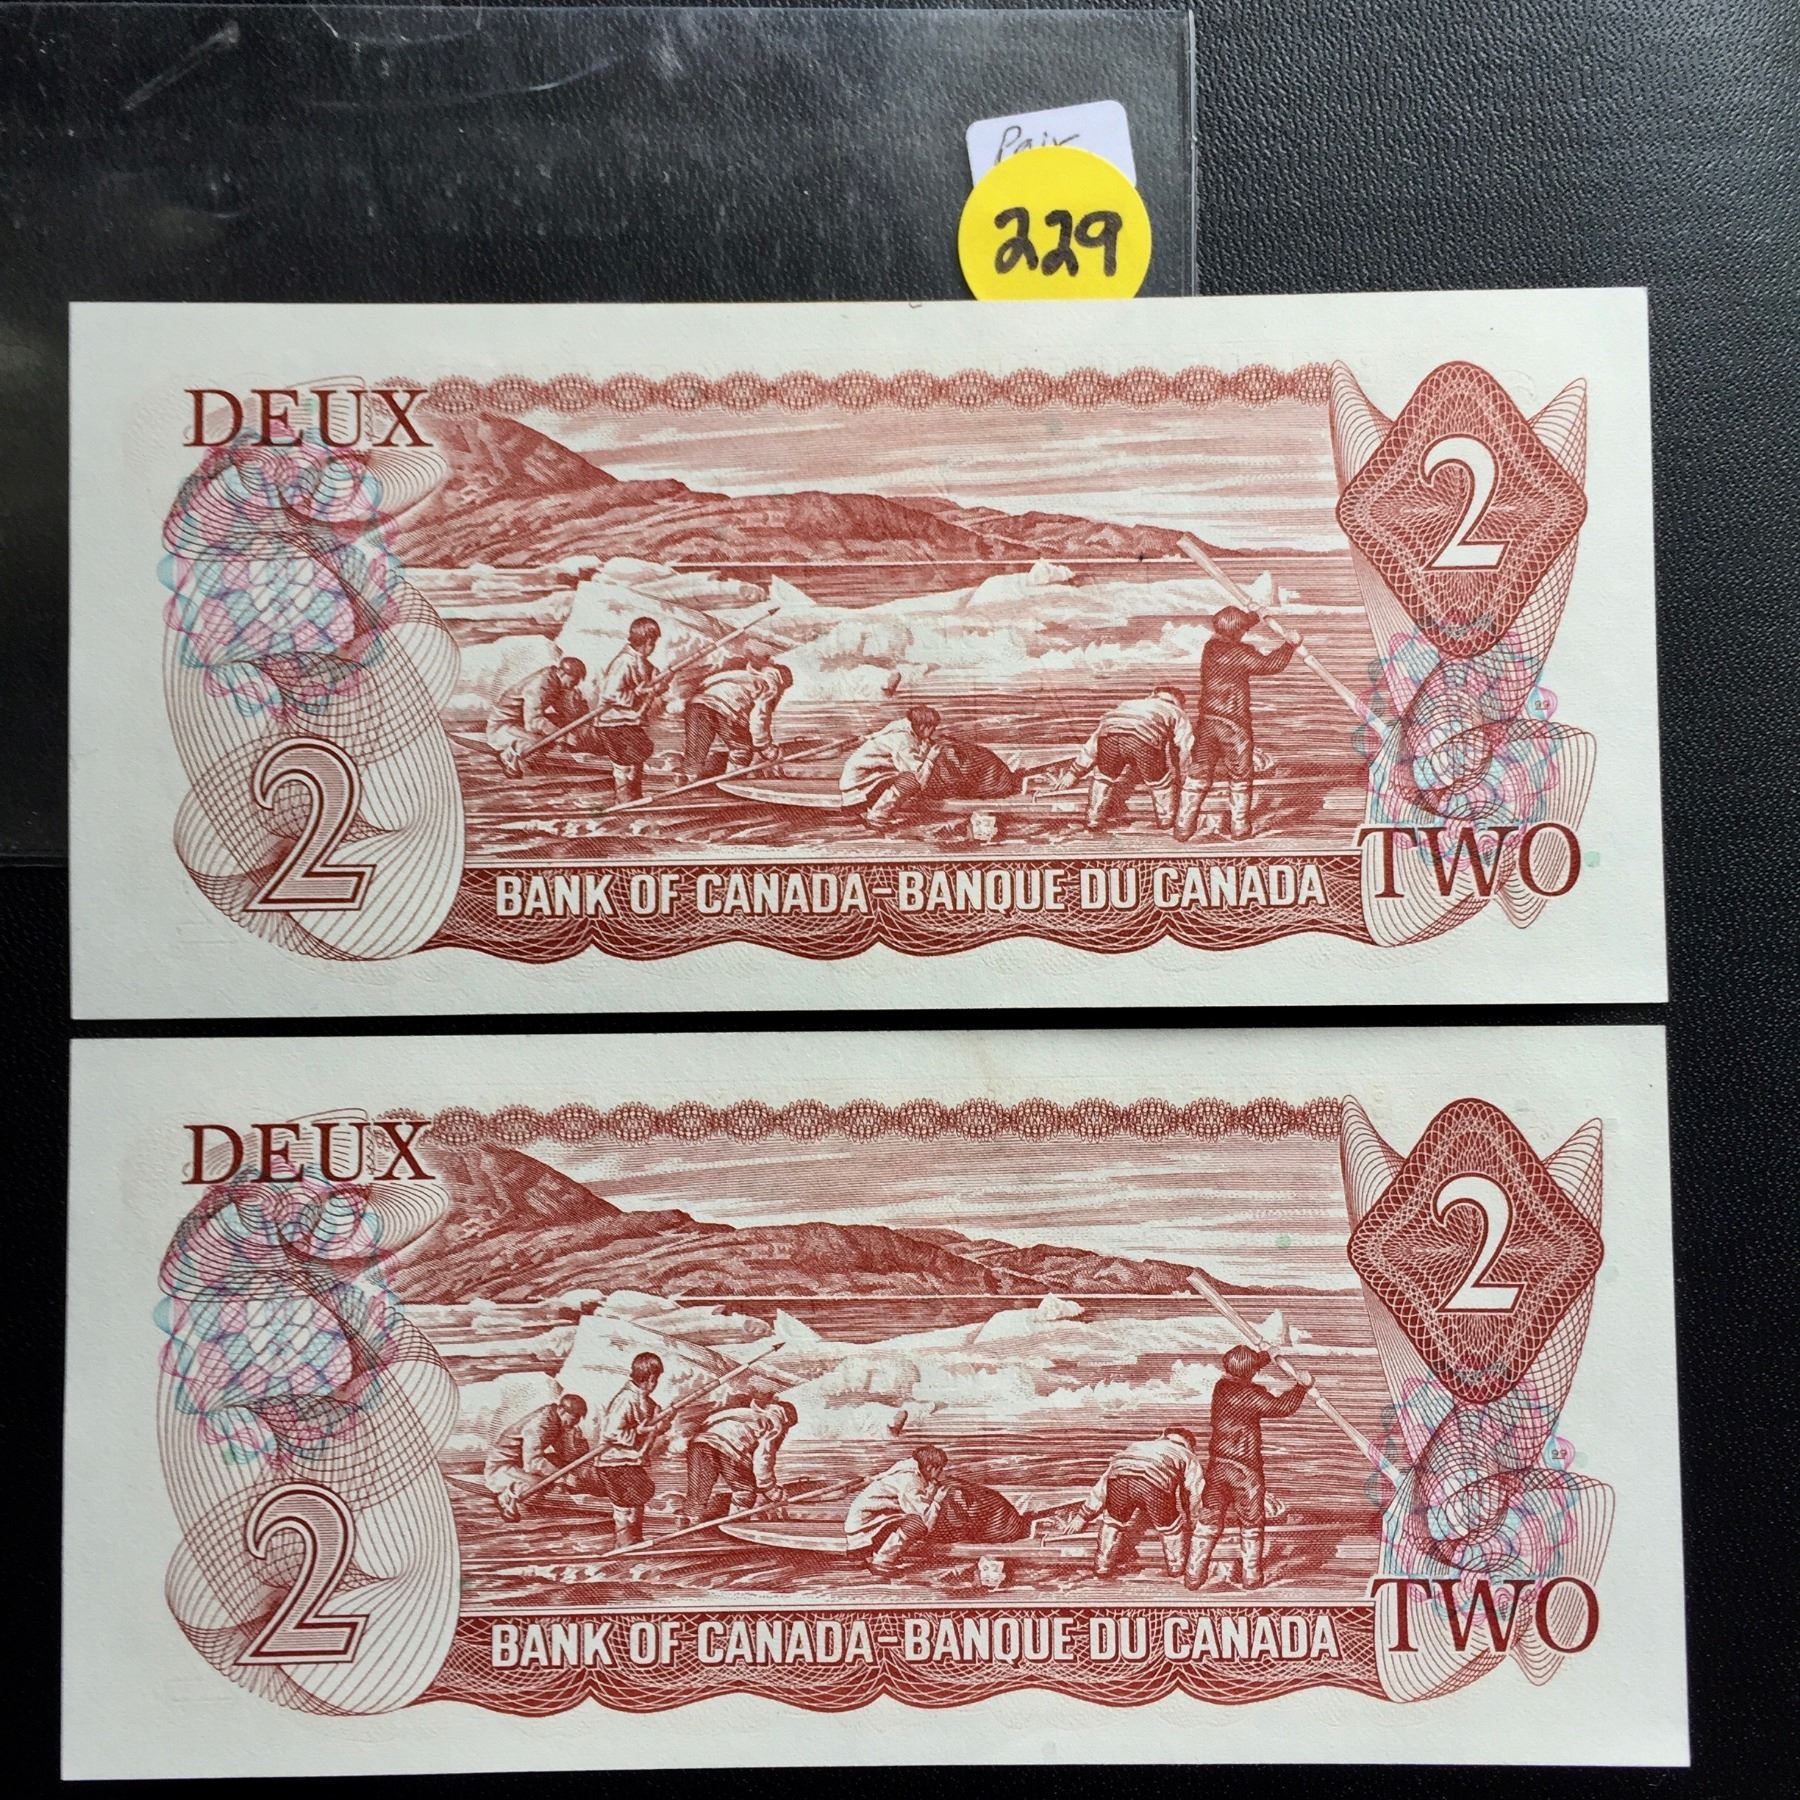 Pair
229
DEUX
2
2
BANK OF CANADA-BANQUE DU CANADA
TWO
DEUX
2
2
BANK OF CANADA-BANQUE DU CANADA
TWO